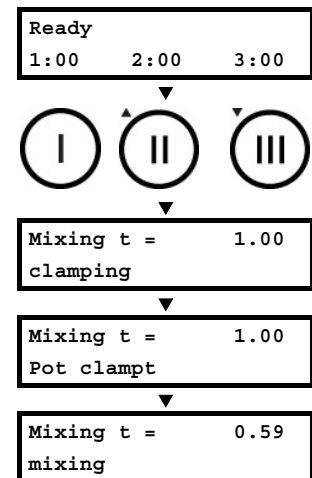 Ready
1:00 2:00 3:00
I II III
Mixing t = 1.00
clamping
Mixing t = 1.00
Pot clampt
Mixing t = 0.59
mixing